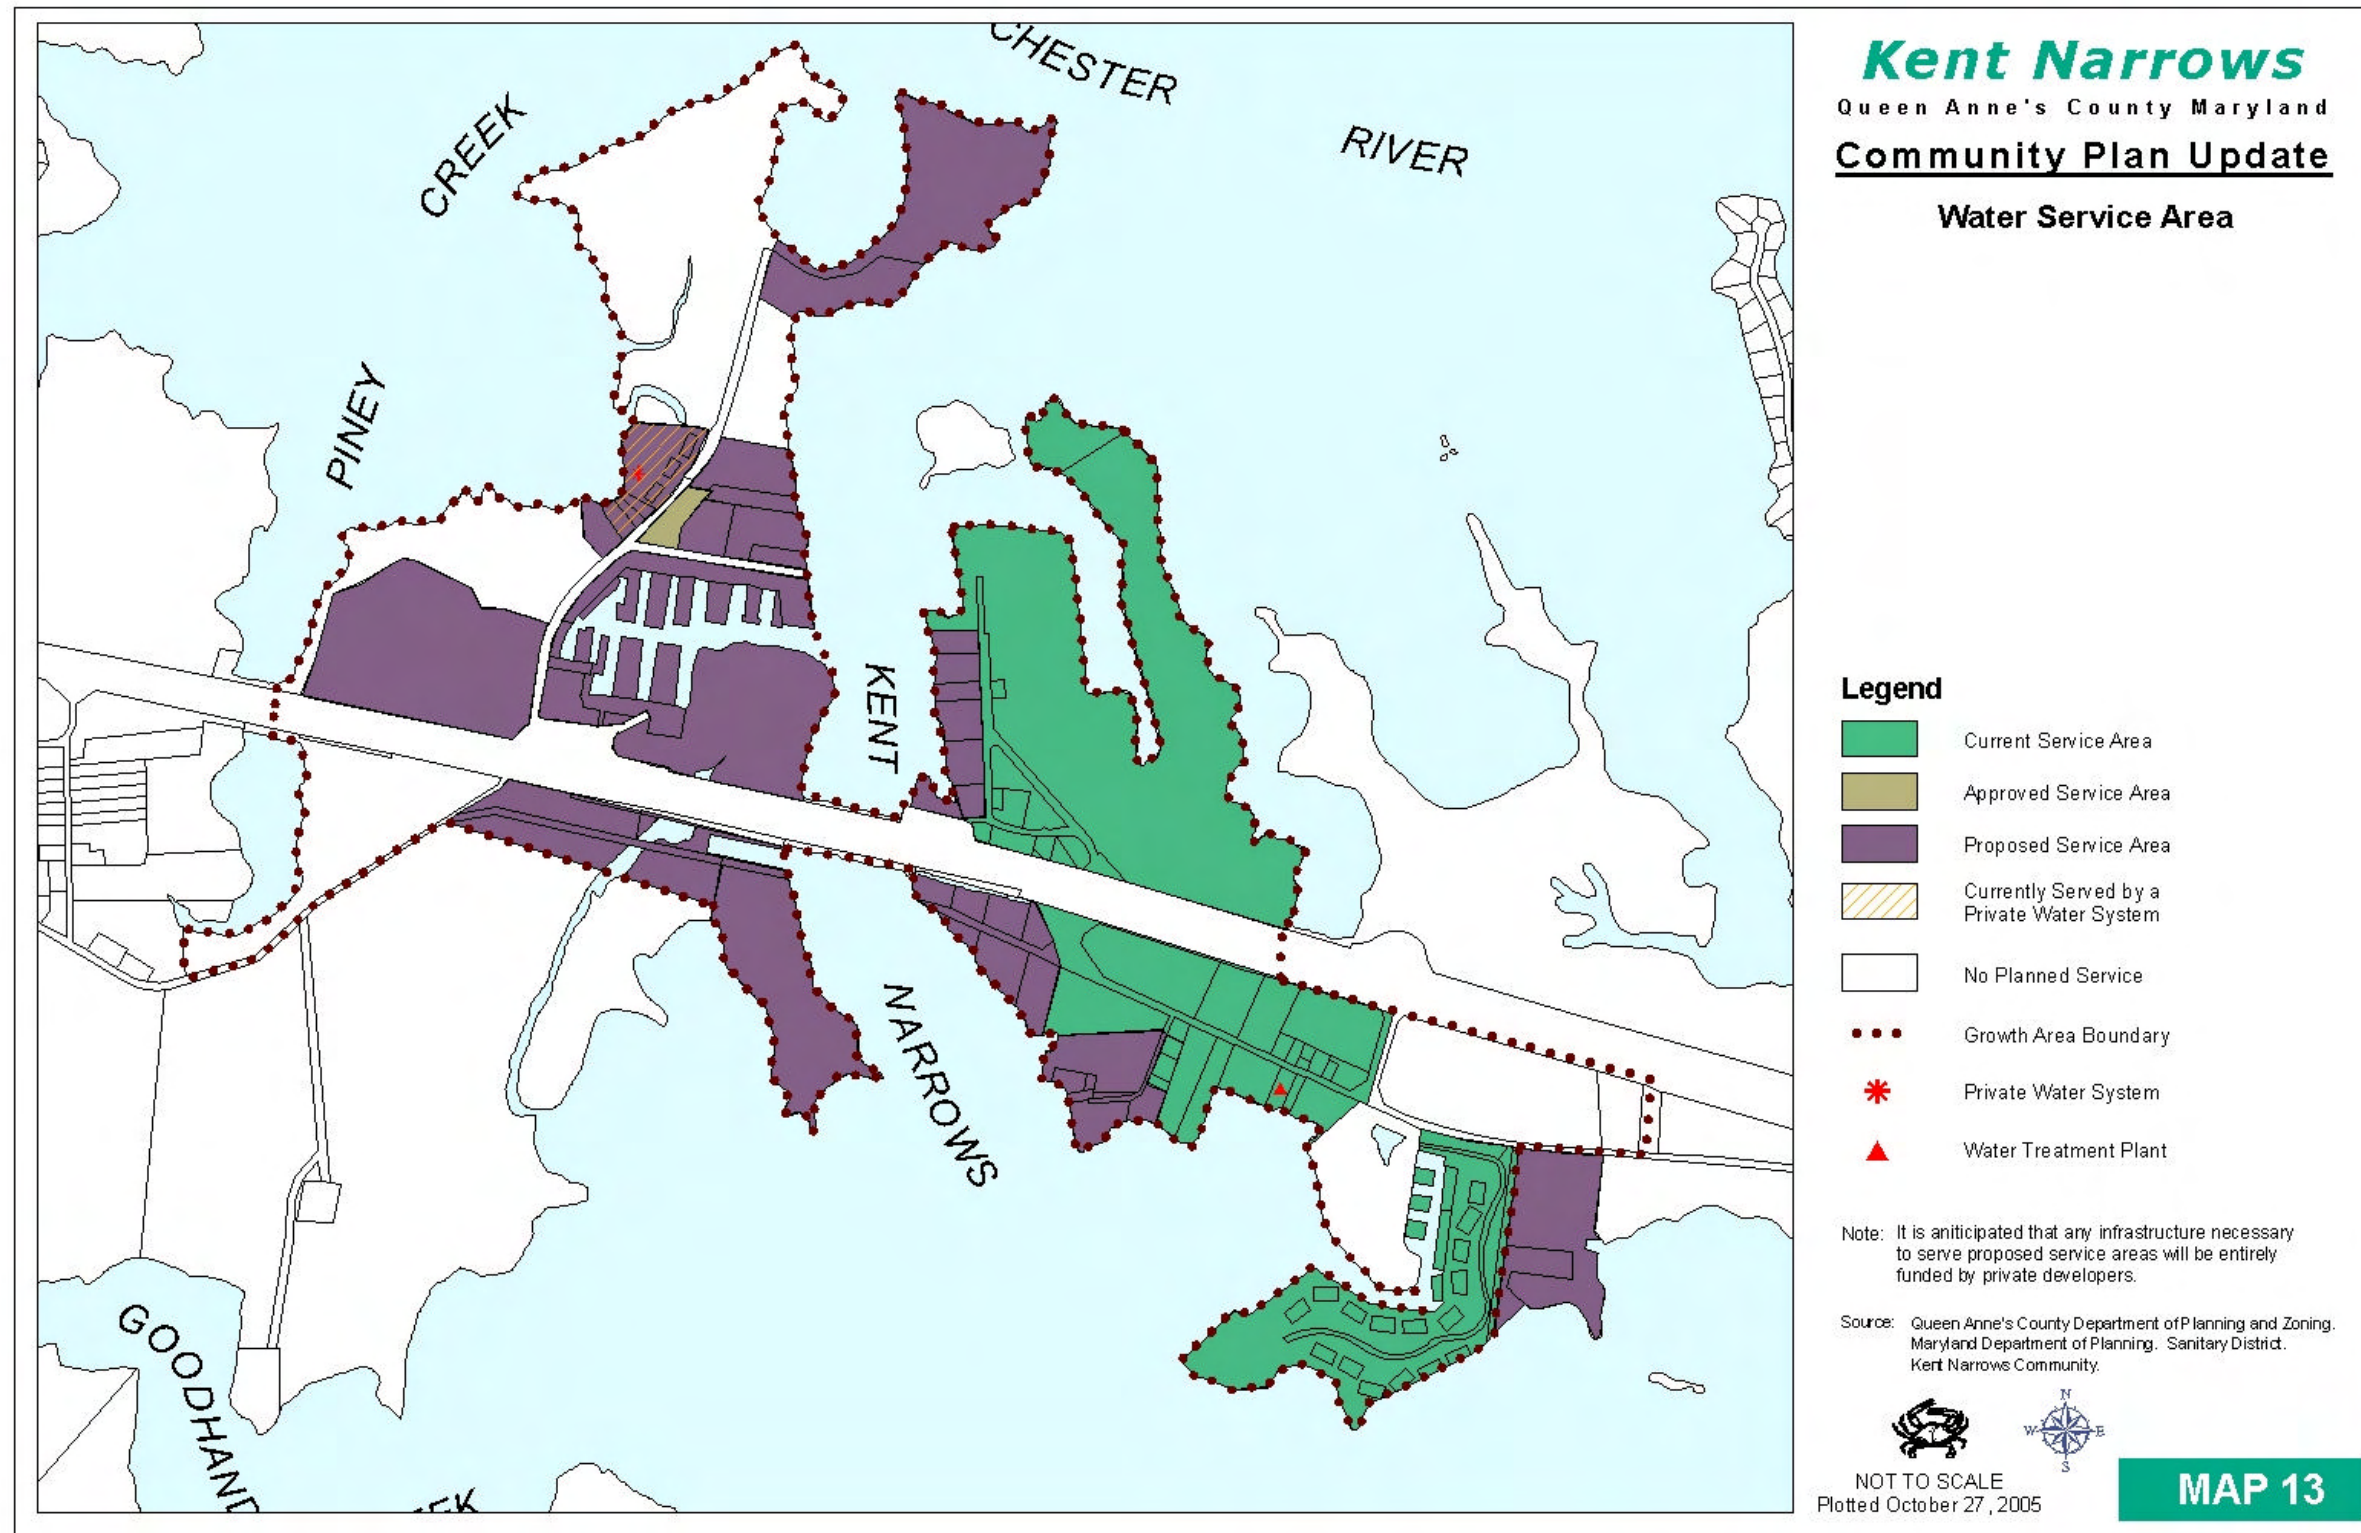 Kent Narrows
Queen Anne's County Maryland
Community Plan Update
Water Service Area
CHESTER
RIVER
CREEK
PINEY
KENT
NARROWS
GOODHAND
Legend
Current Service Area
Approved Service Area
Proposed Service Area
Currently Served by a
Private Water System
No Planned Service
Growth Area Boundary
Private Water System
Water Treatment Plant
Note: It is aniticipated that any infrastructure necessary
to serve proposed service areas will be entirely
funded by private developers.
Source: Queen Anne's County Department of Planning and Zoning.
Maryland Department of Planning. Sanitary District.
Kent Narrows Community.
N
W E
S
NOT TO SCALE
Plotted October 27, 2005
MAP 13